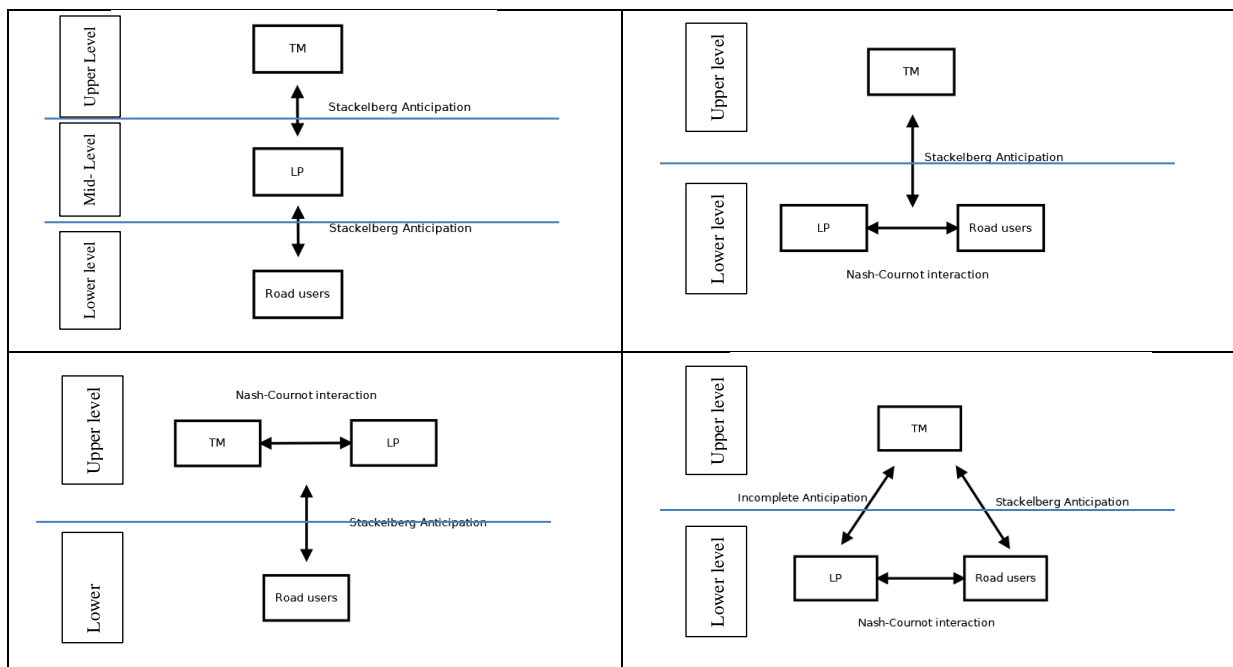 Upper Level
TM
Stackelberg Anticipation
Mid- Level
LP
Stackelberg Anticipation
Lower level
Road users
Upper level
TM
Stackelberg Anticipation
Lower level
LP
Road users
Nash-Cournot interaction
Upper level
Nash-Cournot interaction
TM
LP
Stackelberg Anticipation
Lower
Road users
Upper level
TM
Incomplete Anticipation
Stackelberg Anticipation
Lower level
LP
Road users
Nash-Cournot interaction